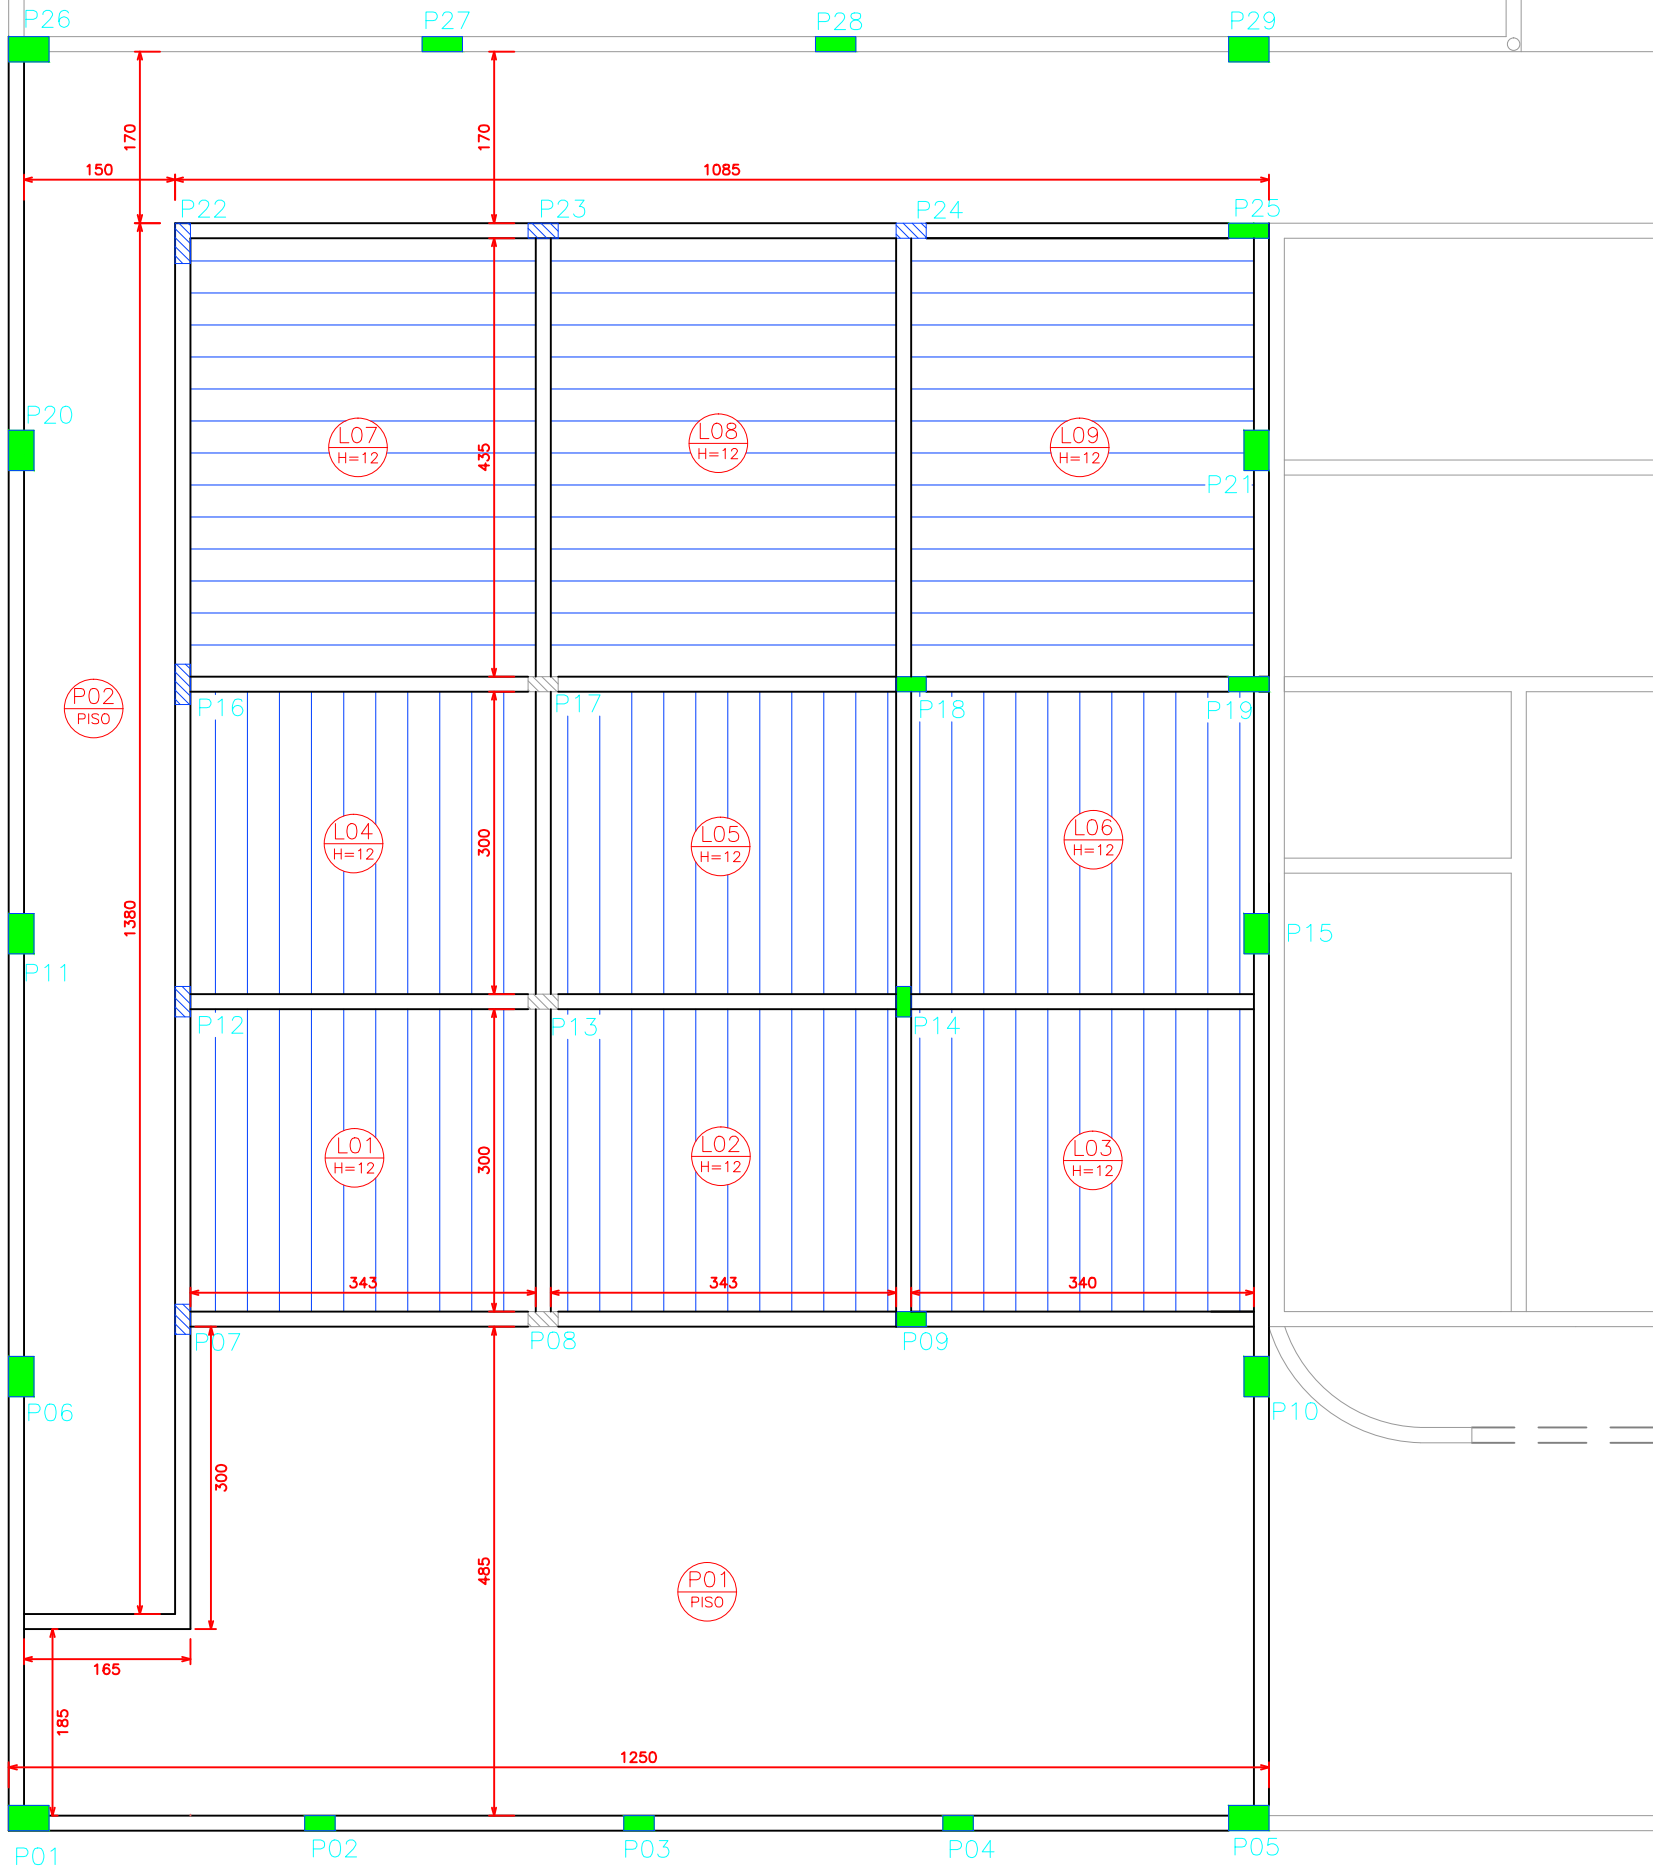 P26
P27
P28
P29
170
170
150
1085
P22
P23
P24
P25
P20
L07
H=12
L08
H=12
L09
H=12
435
P21
P02
PISO
P16
P17
P18
P19
L04
H=12
300
L05
H=12
L06
H=12
1380
P11
P15
P12
P13
P14
L01
H=12
300
L02
H=12
L03
H=12
343
343
340
P07
P08
P09
P06
P10
300
485
P01
PISO
165
185
1250
P01
P02
P03
P04
P05